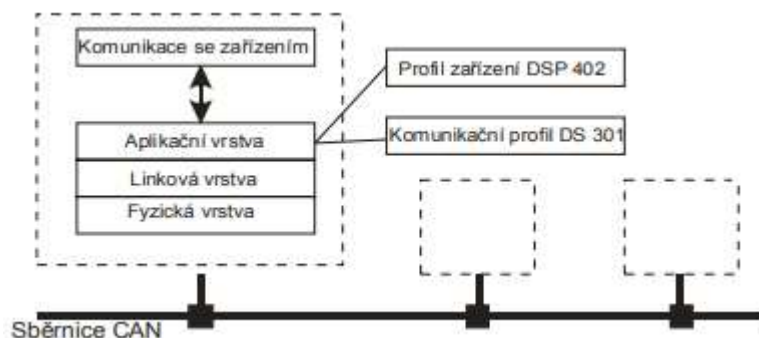 Komunikace se zařízením
Profil zařízení DSP 402
Aplikační vrstva
Komunikační profil DS 301
Linková vrstva
Fyzická vrstva
Sběrnice CAN